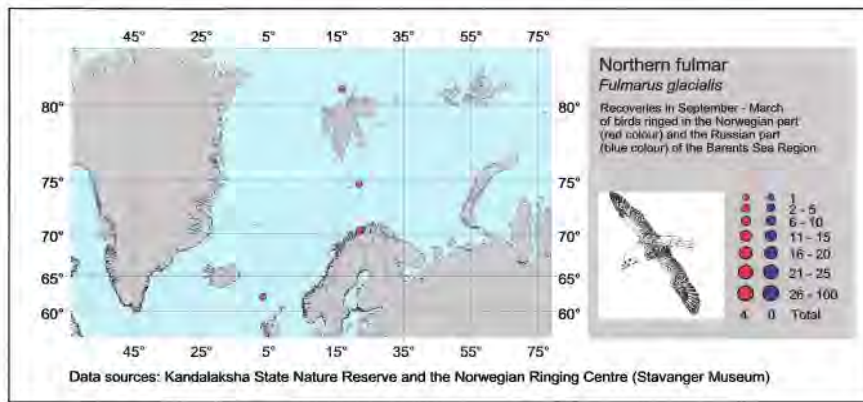 45° 25° 5° 15° 35° 55° 75°
Northern fulmar
Fulmarus glacialis
Recoveries in September - March
of birds ringed in the Norwegian part
(red colour) and the Russian part
(blue colour) of the Barents Sea Region
80° 80°
75° 75°
70° 70°
65° 65°
60° 60°
1
2 - 5
6 - 10
11 - 15
16 - 20
21 - 25
26 - 100
4 0 Total
45° 25° 5° 15° 35° 55° 75°
Data sources: Kandalaksha State Nature Reserve and the Norwegian Ringing Centre (Stavanger Museum)